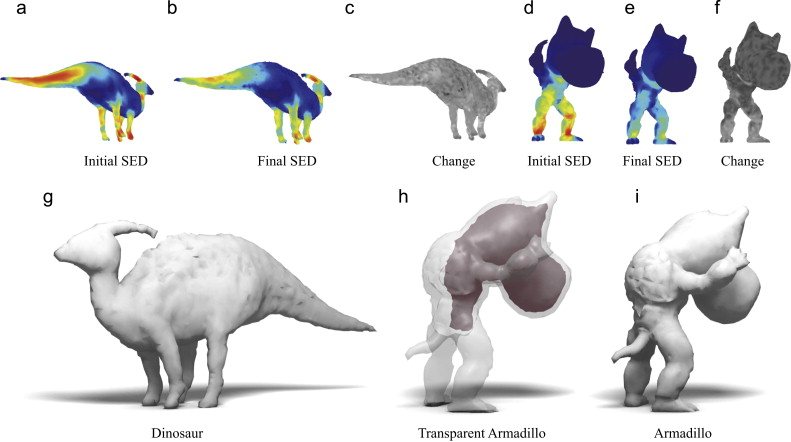 a b c d e f
Initial SED Final SED Change Initial SED Final SED Change
g h i
Dinosaur Transparent Armadillo Armadillo